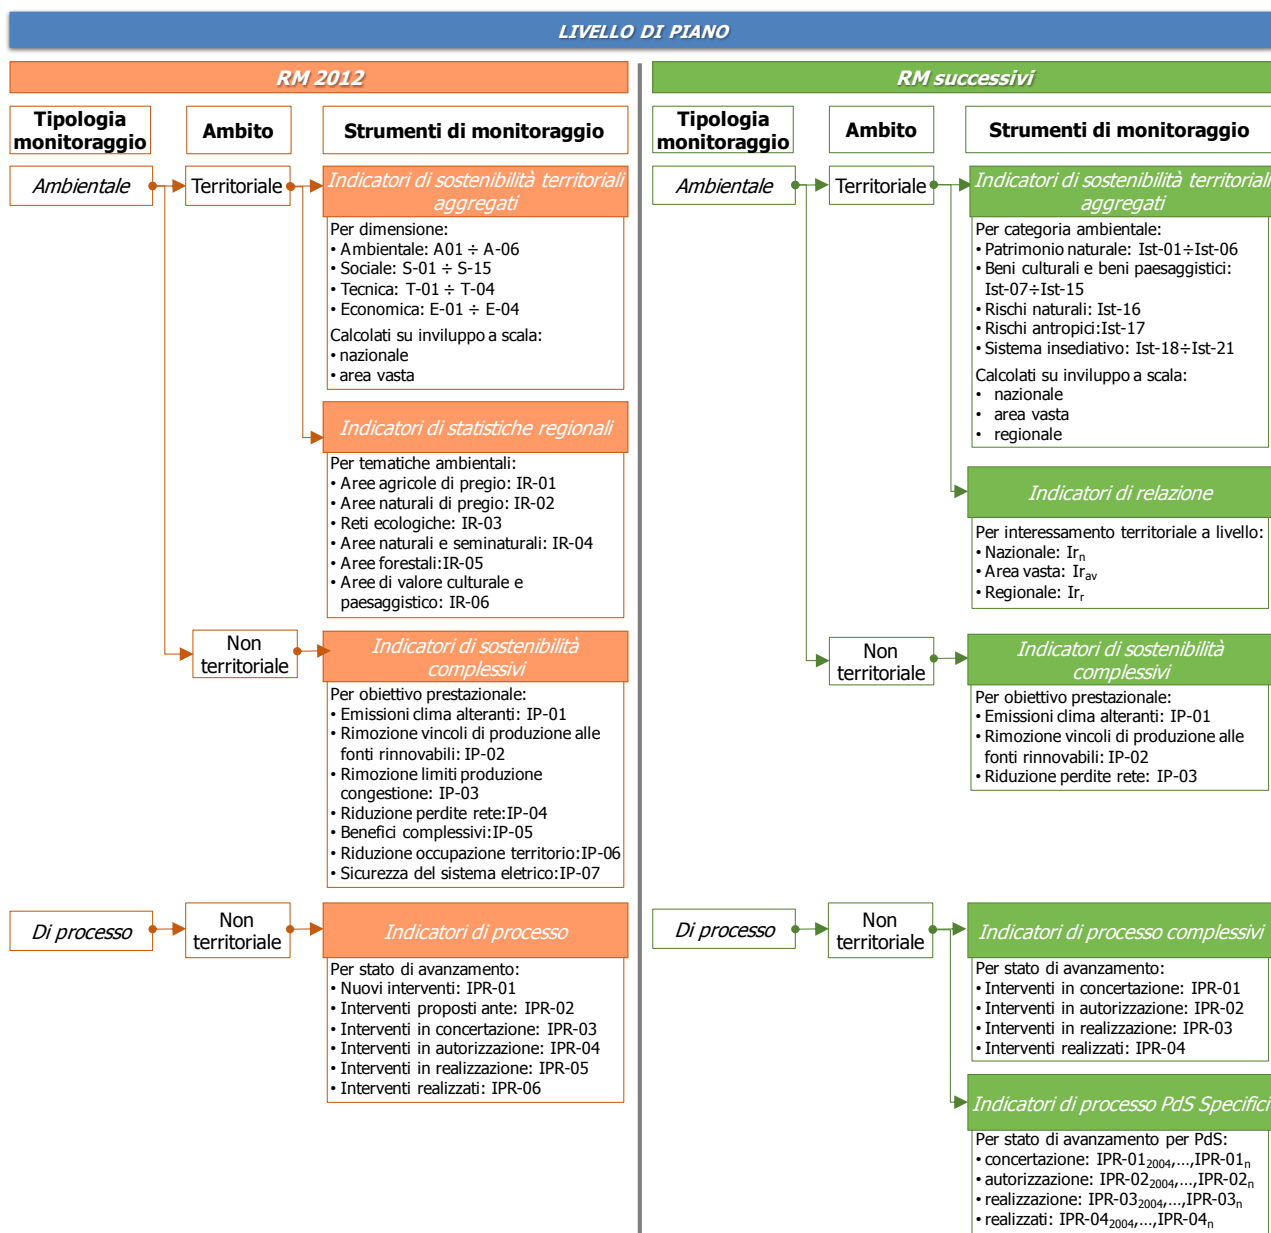 LIVELLO DI PIANO
RM 2012
Tipologia
monitoraggio
Ambito
Strumenti di monitoraggio
Ambientale
Territoriale
Indicatori di sostenibilità territoriali
aggregati
Per dimensione:
• Ambientale: A01 ÷ A-06
• Sociale: S-01 ÷ S-15
• Tecnica: T-01 ÷ T-04
• Economica: E-01 ÷ E-04
Calcolati su inviluppo a scala:
• nazionale
• area vasta
Indicatori di statistiche regionali
Per tematiche ambientali:
• Aree agricole di pregio: IR-01
• Aree naturali di pregio: IR-02
• Reti ecologiche: IR-03
• Aree naturali e seminaturali: IR-04
• Aree forestali:IR-05
• Aree di valore culturale e
paesaggistico: IR-06
Non
territoriale
Indicatori di sostenibilità
complessivi
Per obiettivo prestazionale:
• Emissioni clima alteranti: IP-01
• Rimozione vincoli di produzione alle
fonti rinnovabili: IP-02
• Rimozione limiti produzione
congestione: IP-03
• Riduzione perdite rete:IP-04
• Benefici complessivi:IP-05
• Riduzione occupazione territorio:IP-06
• Sicurezza del sistema eletrico:IP-07
Di processo
Non
territoriale
Indicatori di processo
Per stato di avanzamento:
• Nuovi interventi: IPR-01
• Interventi proposti ante: IPR-02
• Interventi in concertazione: IPR-03
• Interventi in autorizzazione: IPR-04
• Interventi in realizzazione: IPR-05
• Interventi realizzati: IPR-06
RM successivi
Tipologia
monitoraggio
Ambito
Strumenti di monitoraggio
Ambientale
Territoriale
Indicatori di sostenibilità territoriali
aggregati
Per categoria ambientale:
• Patrimonio naturale: Ist-01÷Ist-06
• Beni culturali e beni paesaggistici:
Ist-07÷Ist-15
• Rischi naturali: Ist-16
• Rischi antropici:Ist-17
• Sistema insediativo: Ist-18÷Ist-21
Calcolati su inviluppo a scala:
• nazionale
• area vasta
• regionale
Indicatori di relazione
Per interessamento territoriale a livello:
• Nazionale: Irn
• Area vasta: Irav
• Regionale: Irr
Non
territoriale
Indicatori di sostenibilità
complessivi
Per obiettivo prestazionale:
• Emissioni clima alteranti: IP-01
• Rimozione vincoli di produzione alle
fonti rinnovabili: IP-02
• Riduzione perdite rete: IP-03
Di processo
Non
territoriale
Indicatori di processo complessivi
Per stato di avanzamento:
• Interventi in concertazione: IPR-01
• Interventi in autorizzazione: IPR-02
• Interventi in realizzazione: IPR-03
• Interventi realizzati: IPR-04
Indicatori di processo PdS Specifici
Per stato di avanzamento per PdS:
• concertazione: IPR-012004,...,IPR-01n
• autorizzazione: IPR-022004,...,IPR-02n
• realizzazione: IPR-032004,...,IPR-03n
• realizzati: IPR-042004,...,IPR-04n